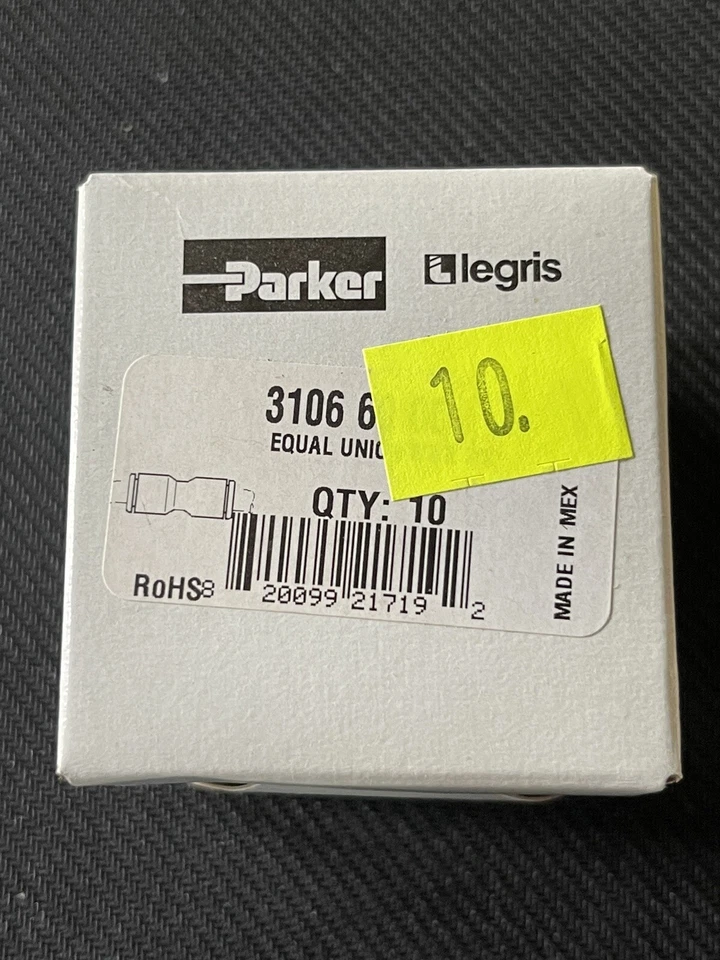 Parker legris
3106 6
10.
EQUAL UNIO
QTY: 10
MADE IN MEX
RoHS
8 20099 21719 2